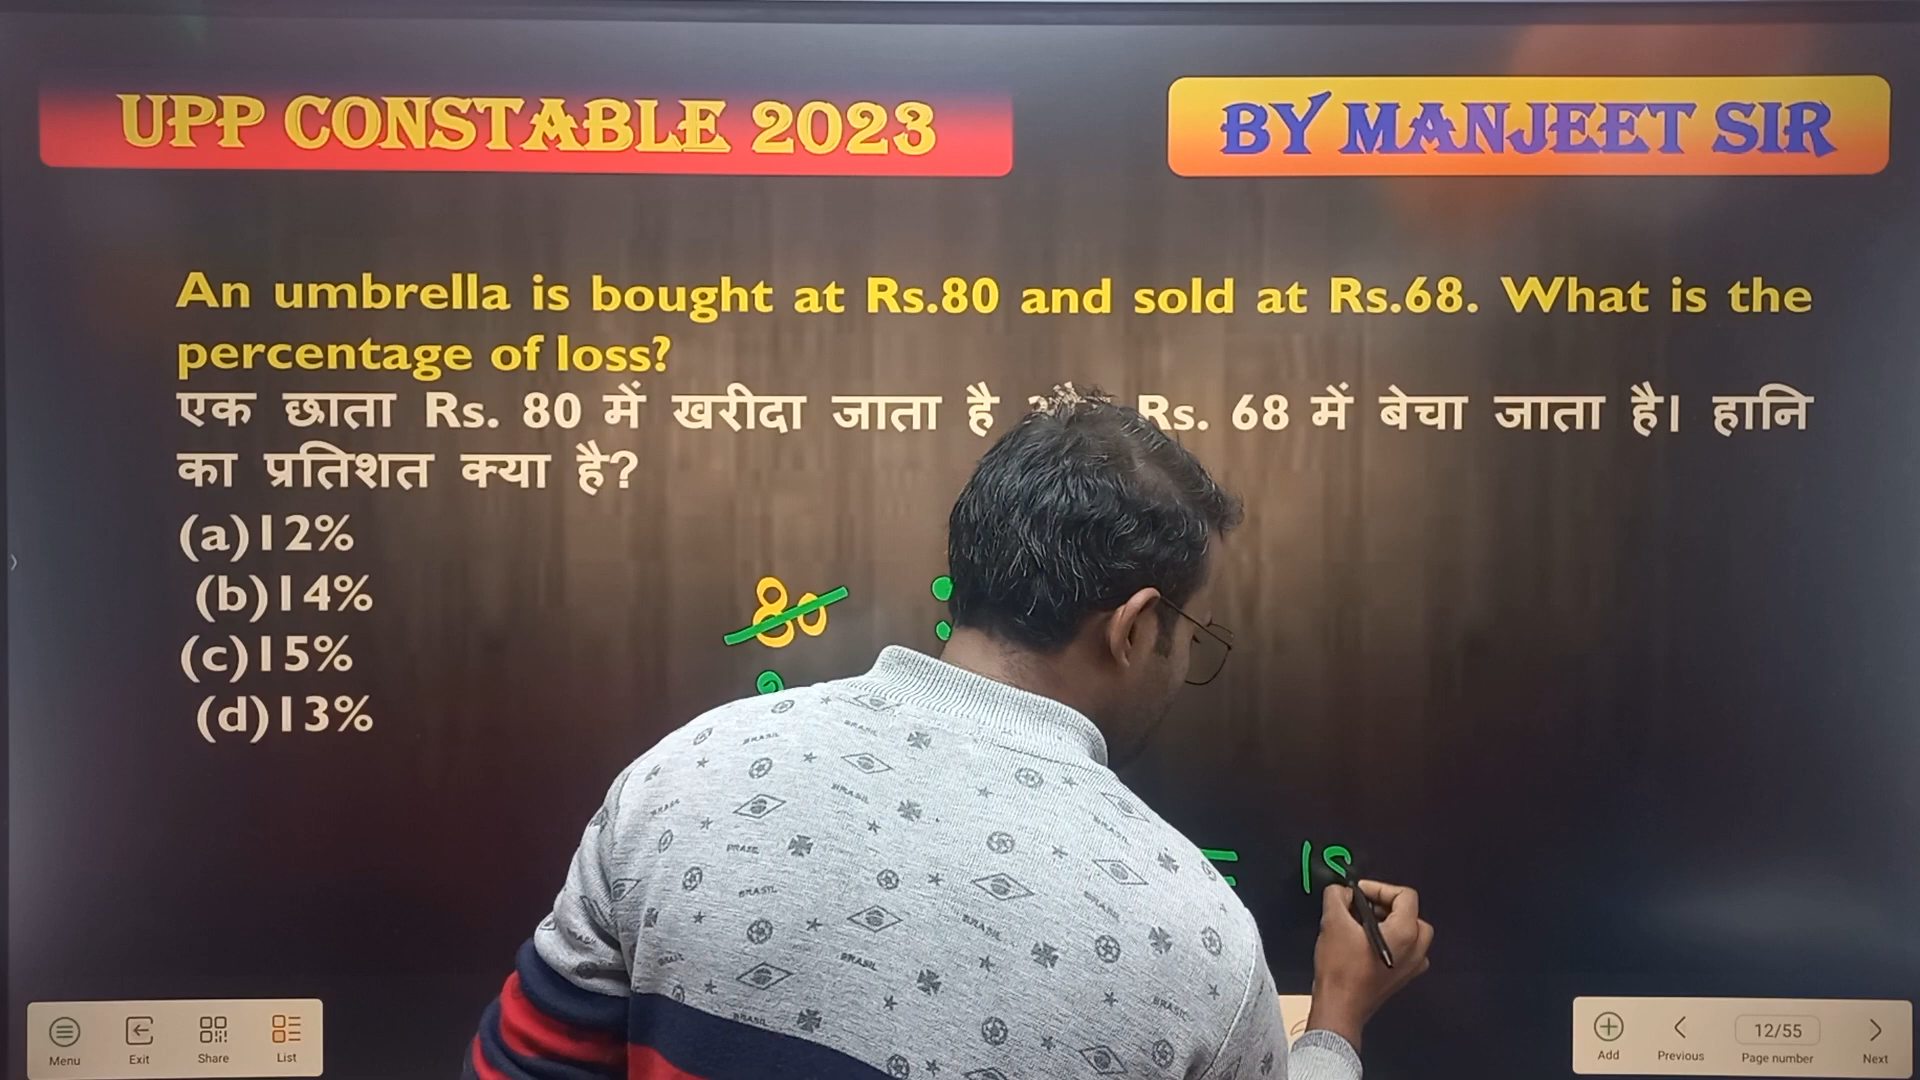 UPP CONSTABLE 2023
BY MANJEET SIR
An umbrella is bought at Rs.80 and sold at Rs.68. What is the
percentage of loss?
एक छाता Rs. 80 में खरीदा जाता है Rs. 68 में बेचा जाता है। हानि
का प्रतिशत क्या है?
(a)12%
(b)14%
(c)15%
(d)13%
80 :
=
Menu
Exit
Share
List
Add
Previous
12/55
Page number
Next